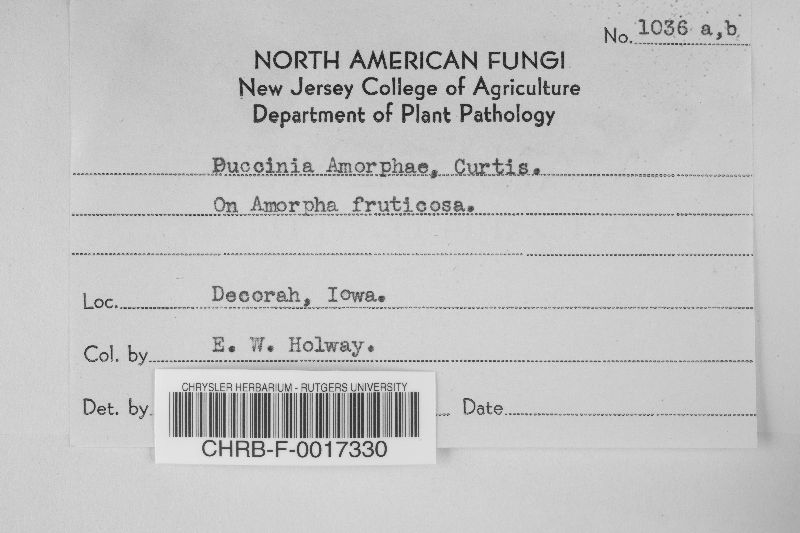 No. 1036 a,b
NORTH AMERICAN FUNGI
New Jersey College of Agriculture
Department of Plant Pathology
Puccinia Amorphae, Curtis.
On Amorpha fruticosa.
Loc. Decorah, Iowa.
Col. by E. W. Holway.
Det. by Date
CHRYSLER HERBARIUM - RUTGERS UNIVERSITY
CHRB-F-0017330